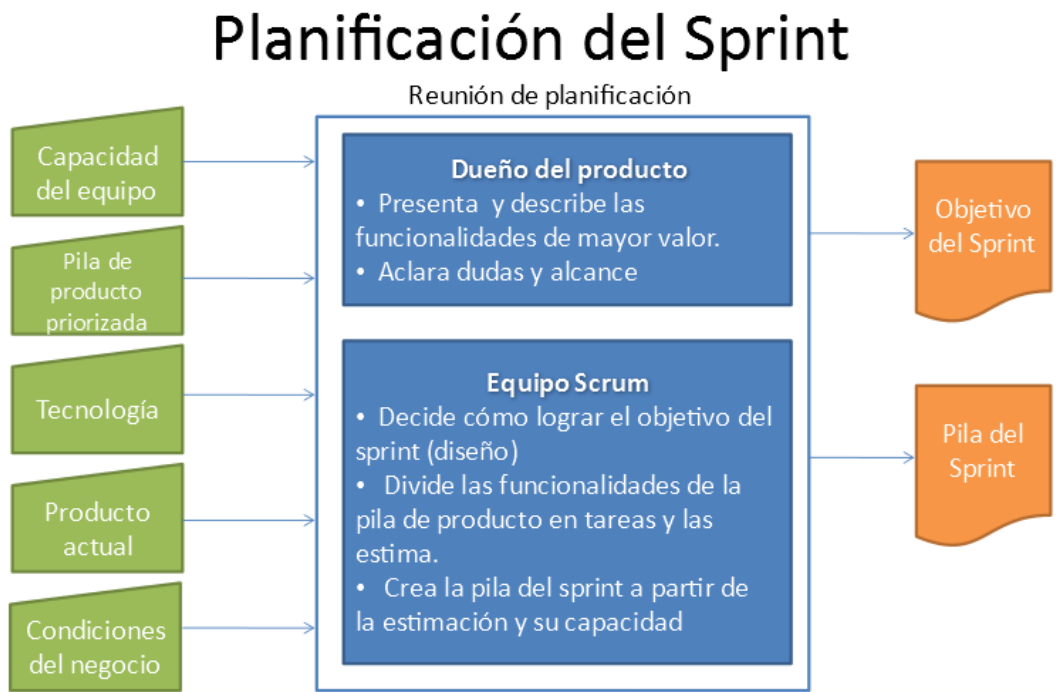 Planificación del Sprint
Reunión de planificación
Capacidad
del equipo
Pila de
producto
priorizada
Tecnología
Producto
actual
Condiciones
del negocio
Dueño del producto
• Presenta y describe las
funcionalidades de mayor valor.
• Aclara dudas y alcance
Equipo Scrum
• Decide cómo lograr el objetivo del
sprint (diseño)
• Divide las funcionalidades de la
pila de producto en tareas y las
estima.
• Crea la pila del sprint a partir de
la estimación y su capacidad
Objetivo
del Sprint
Pila del
Sprint